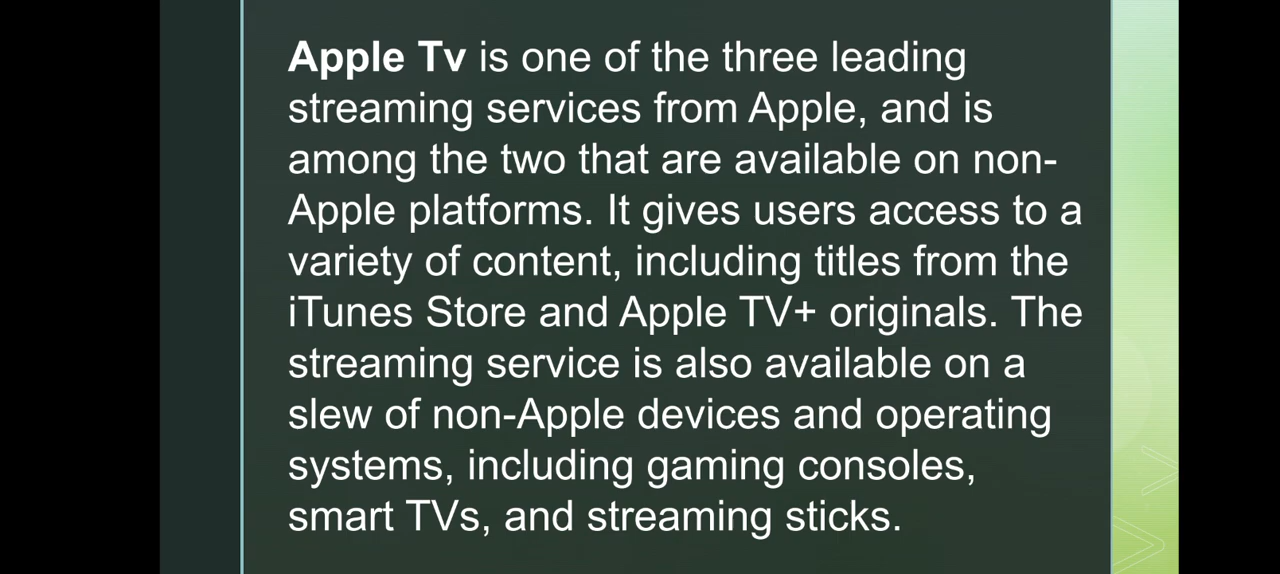 Apple Tv is one of the three leading
streaming services from Apple, and is
among the two that are available on non-
Apple platforms. It gives users access to a
variety of content, including titles from the
iTunes Store and Apple TV+ originals. The
streaming service is also available on a
slew of non-Apple devices and operating
systems, including gaming consoles,
smart TVs, and streaming sticks.